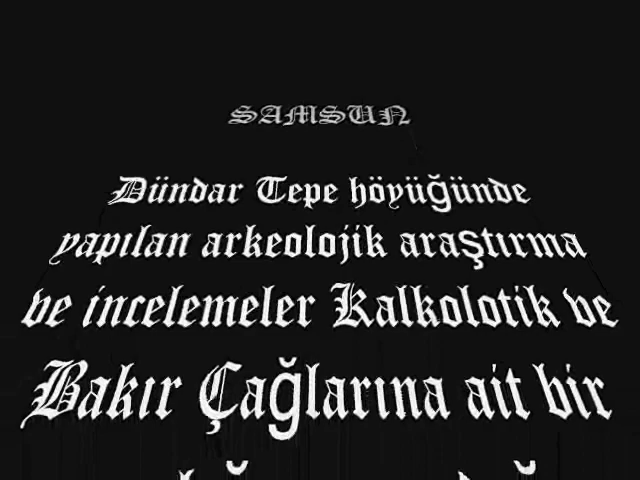 SAMSUN
Dündar Tepe höyüğünde
yapılan arkeolojik araştırma
ve incelemeler Kalkolotik ve
Bakır Çağlarına ait bir